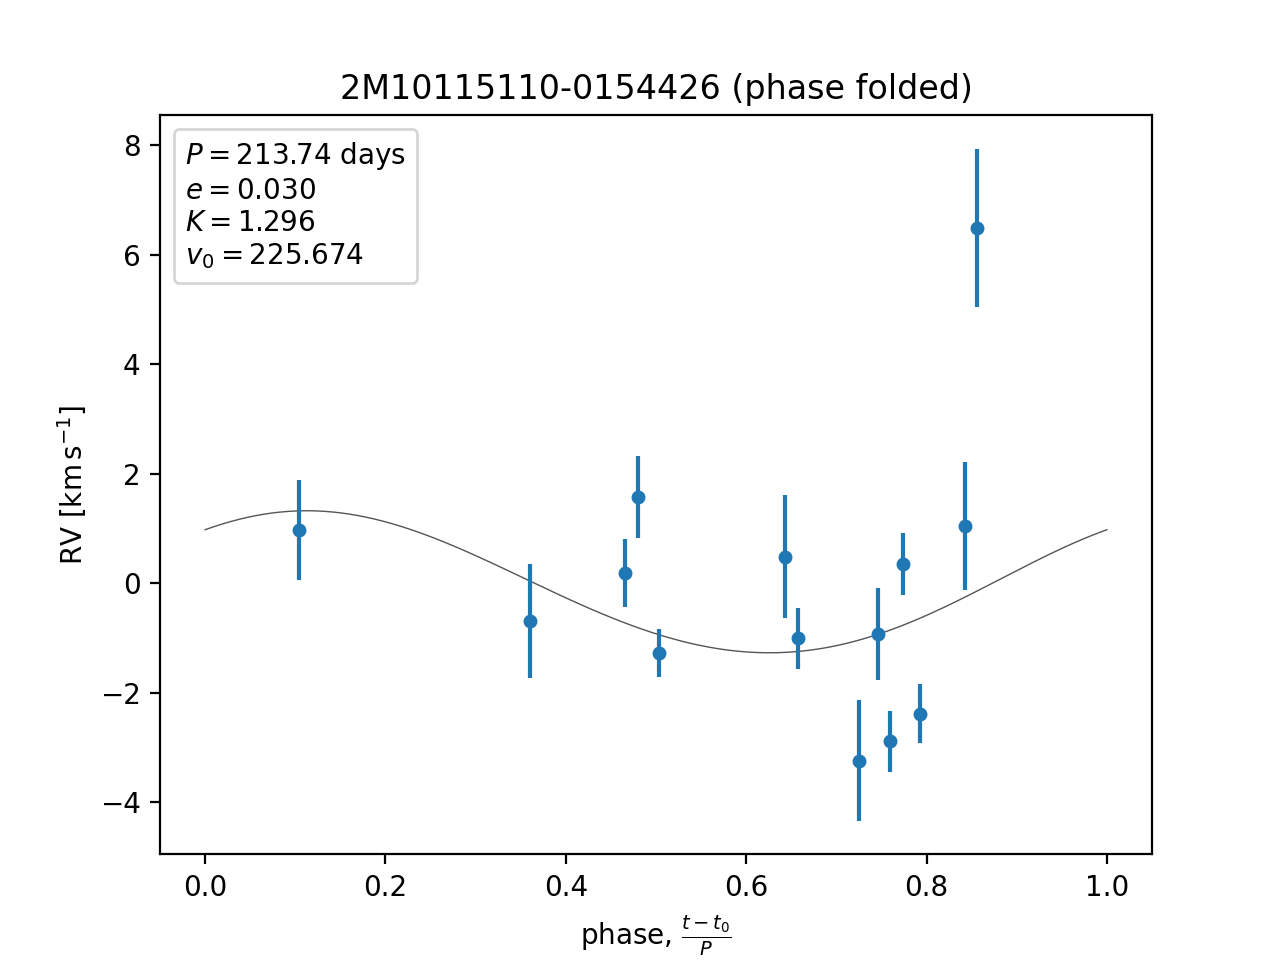 2M10115110-0154426 (phase folded)
P = 213.74 days
e = 0.030
K = 1.296
v₀ = 225.674
8
6
4
2
0
−2
−4
RV [km s⁻¹]
0.0 0.2 0.4 0.6 0.8 1.0
phase, (t − t₀)/P